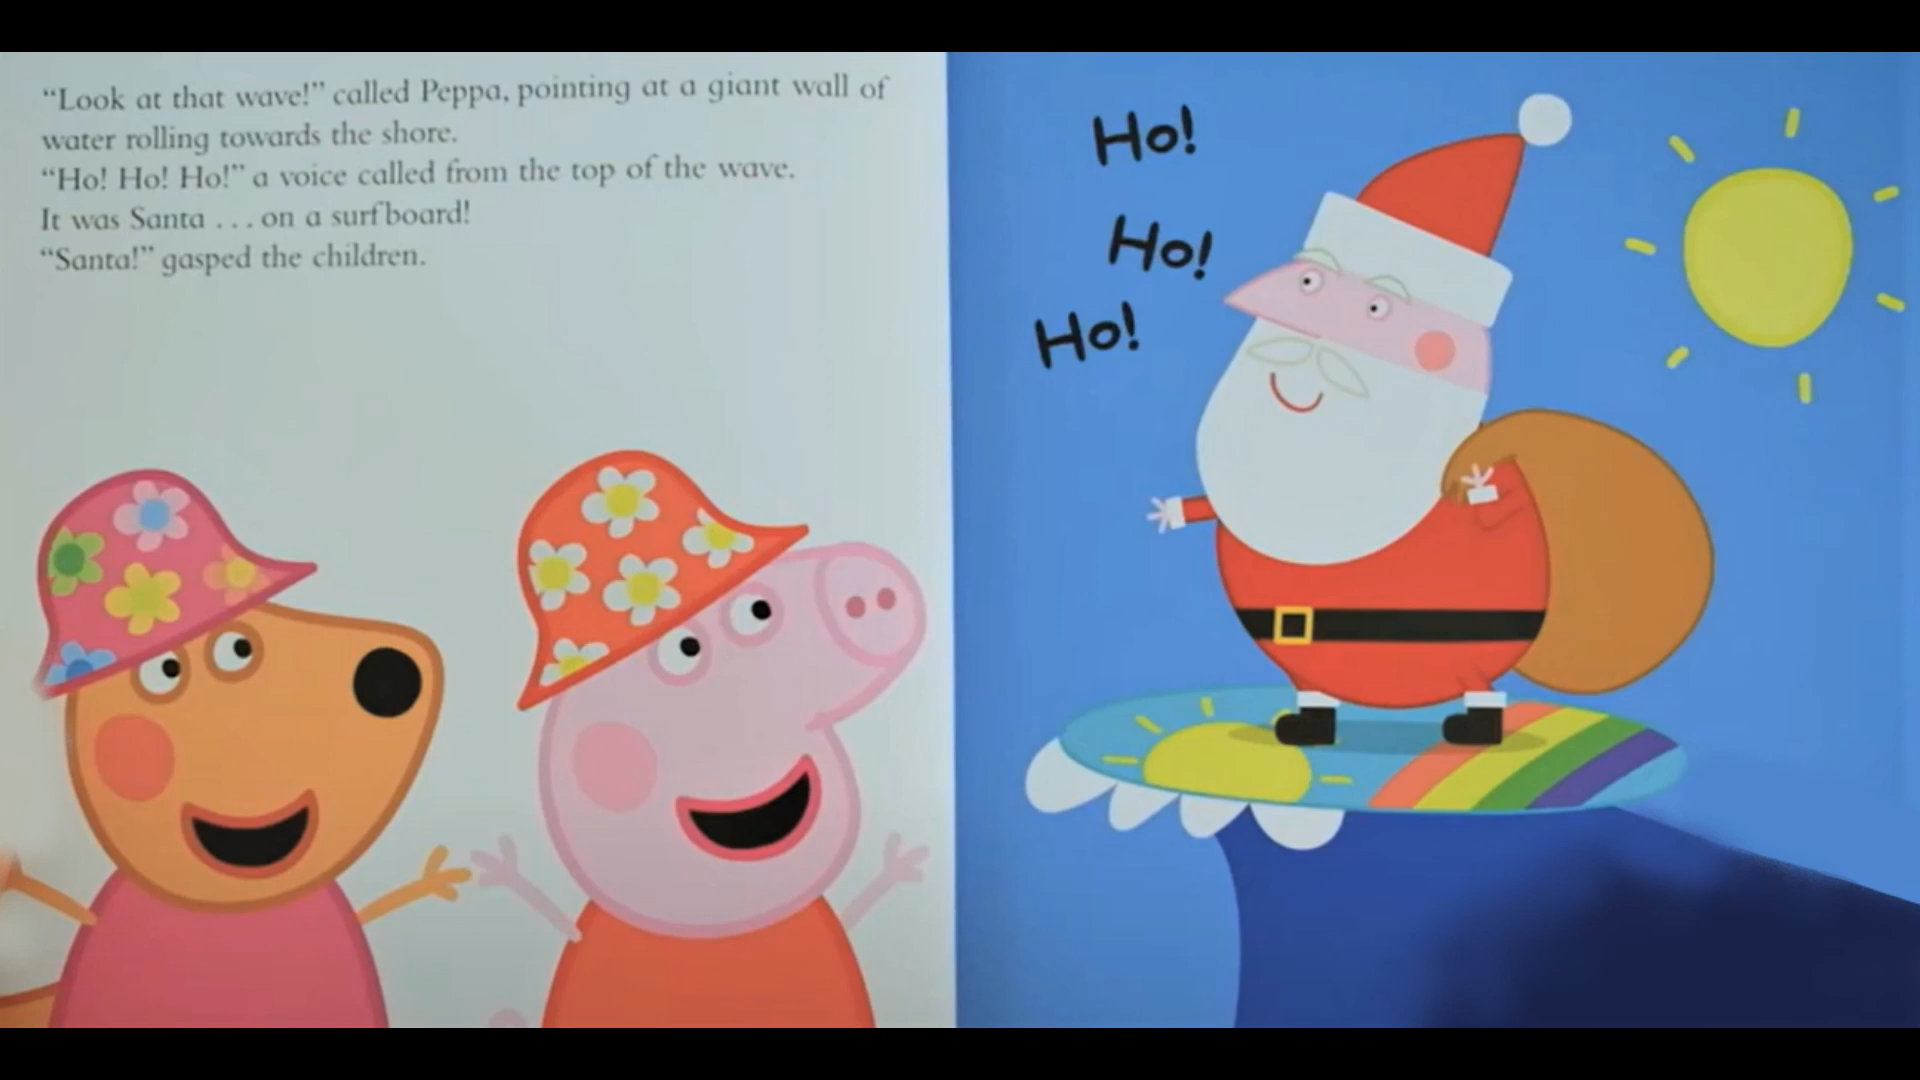 “Look at that wave!” called Peppa, pointing at a giant wall of
water rolling towards the shore.
“Ho! Ho! Ho!” a voice called from the top of the wave.
It was Santa . . . on a surfboard!
“Santa!” gasped the children.
Ho!
Ho!
Ho!